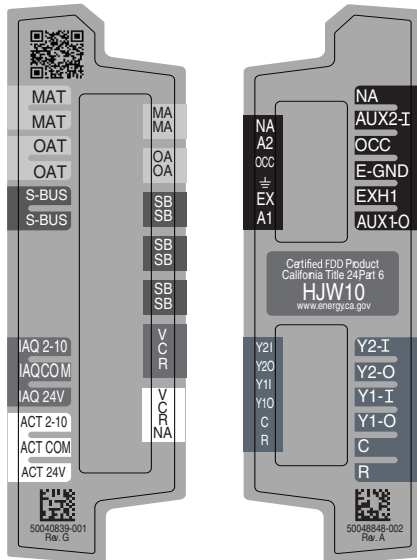 MAT
MAT
OAT
OAT
S-BUS
S-BUS
IAQ 2-10
IAQCOM
IAQ 24V
ACT 2-10
ACT COM
ACT 24V
50040839-001
Rev. G
MA
MA
OA
OA
SB
SB
SB
SB
SB
SB
V
C
R
V
C
R
NA
NA
A2
OCC
EX
A1
NA
AUX2-I
OCC
E-GND
EXH1
AUX1-O
Certified FDD Product
California Title 24Part 6
HJW10
www.energy.ca.gov
Y2I
Y2O
Y1I
Y1O
C
R
Y2-I
Y2-O
Y1-I
Y1-O
C
R
50048848-002
Rev. A